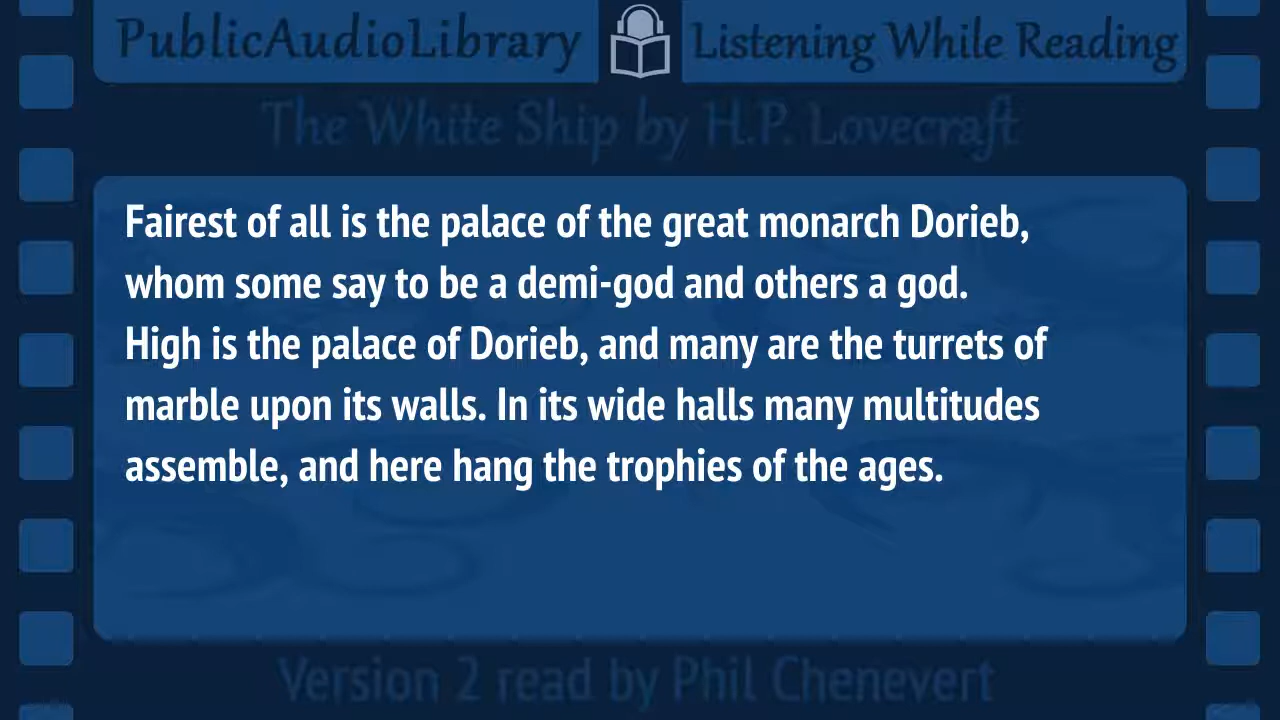 PublicAudioLibrary Listening While Reading
The White Ship by H.P. Lovecraft
Fairest of all is the palace of the great monarch Dorieb,
whom some say to be a demi-god and others a god.
High is the palace of Dorieb, and many are the turrets of
marble upon its walls. In its wide halls many multitudes
assemble, and here hang the trophies of the ages.
Version 2 read by Phil Chenevert